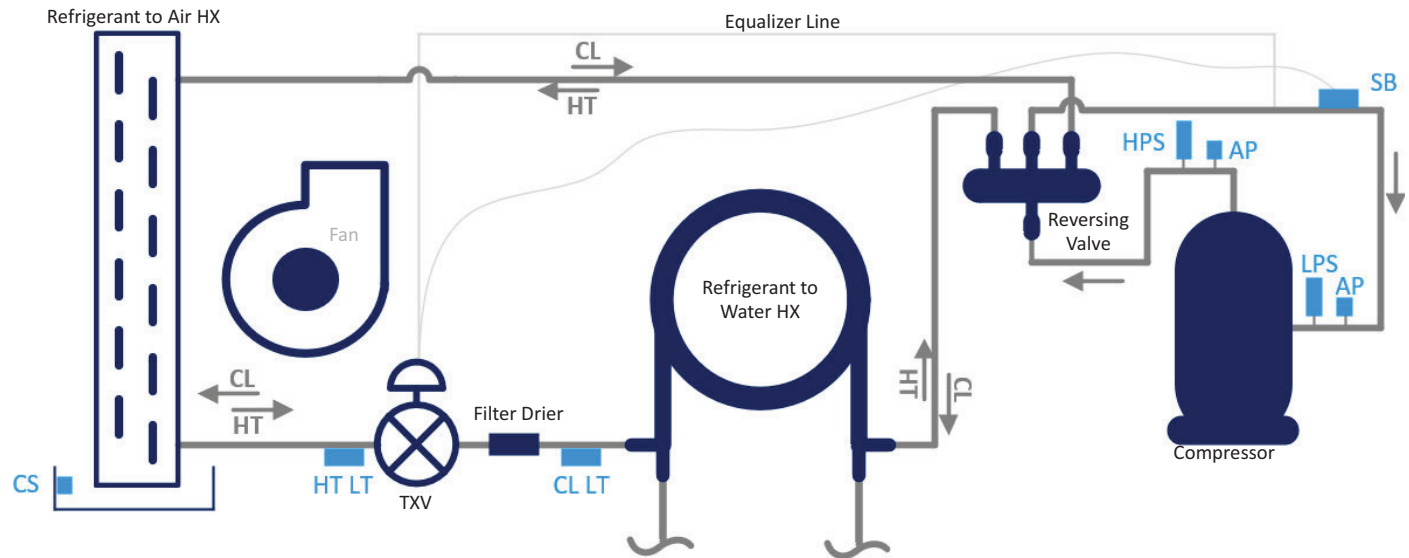 Refrigerant to Air HX
Equalizer Line
CL
HT
SB
HPS
AP
Reversing
Valve
LPS
AP
Fan
Refrigerant to
Water HX
CL
HT
HT
CL
Filter Drier
HT LT
TXV
CL LT
Compressor
CS